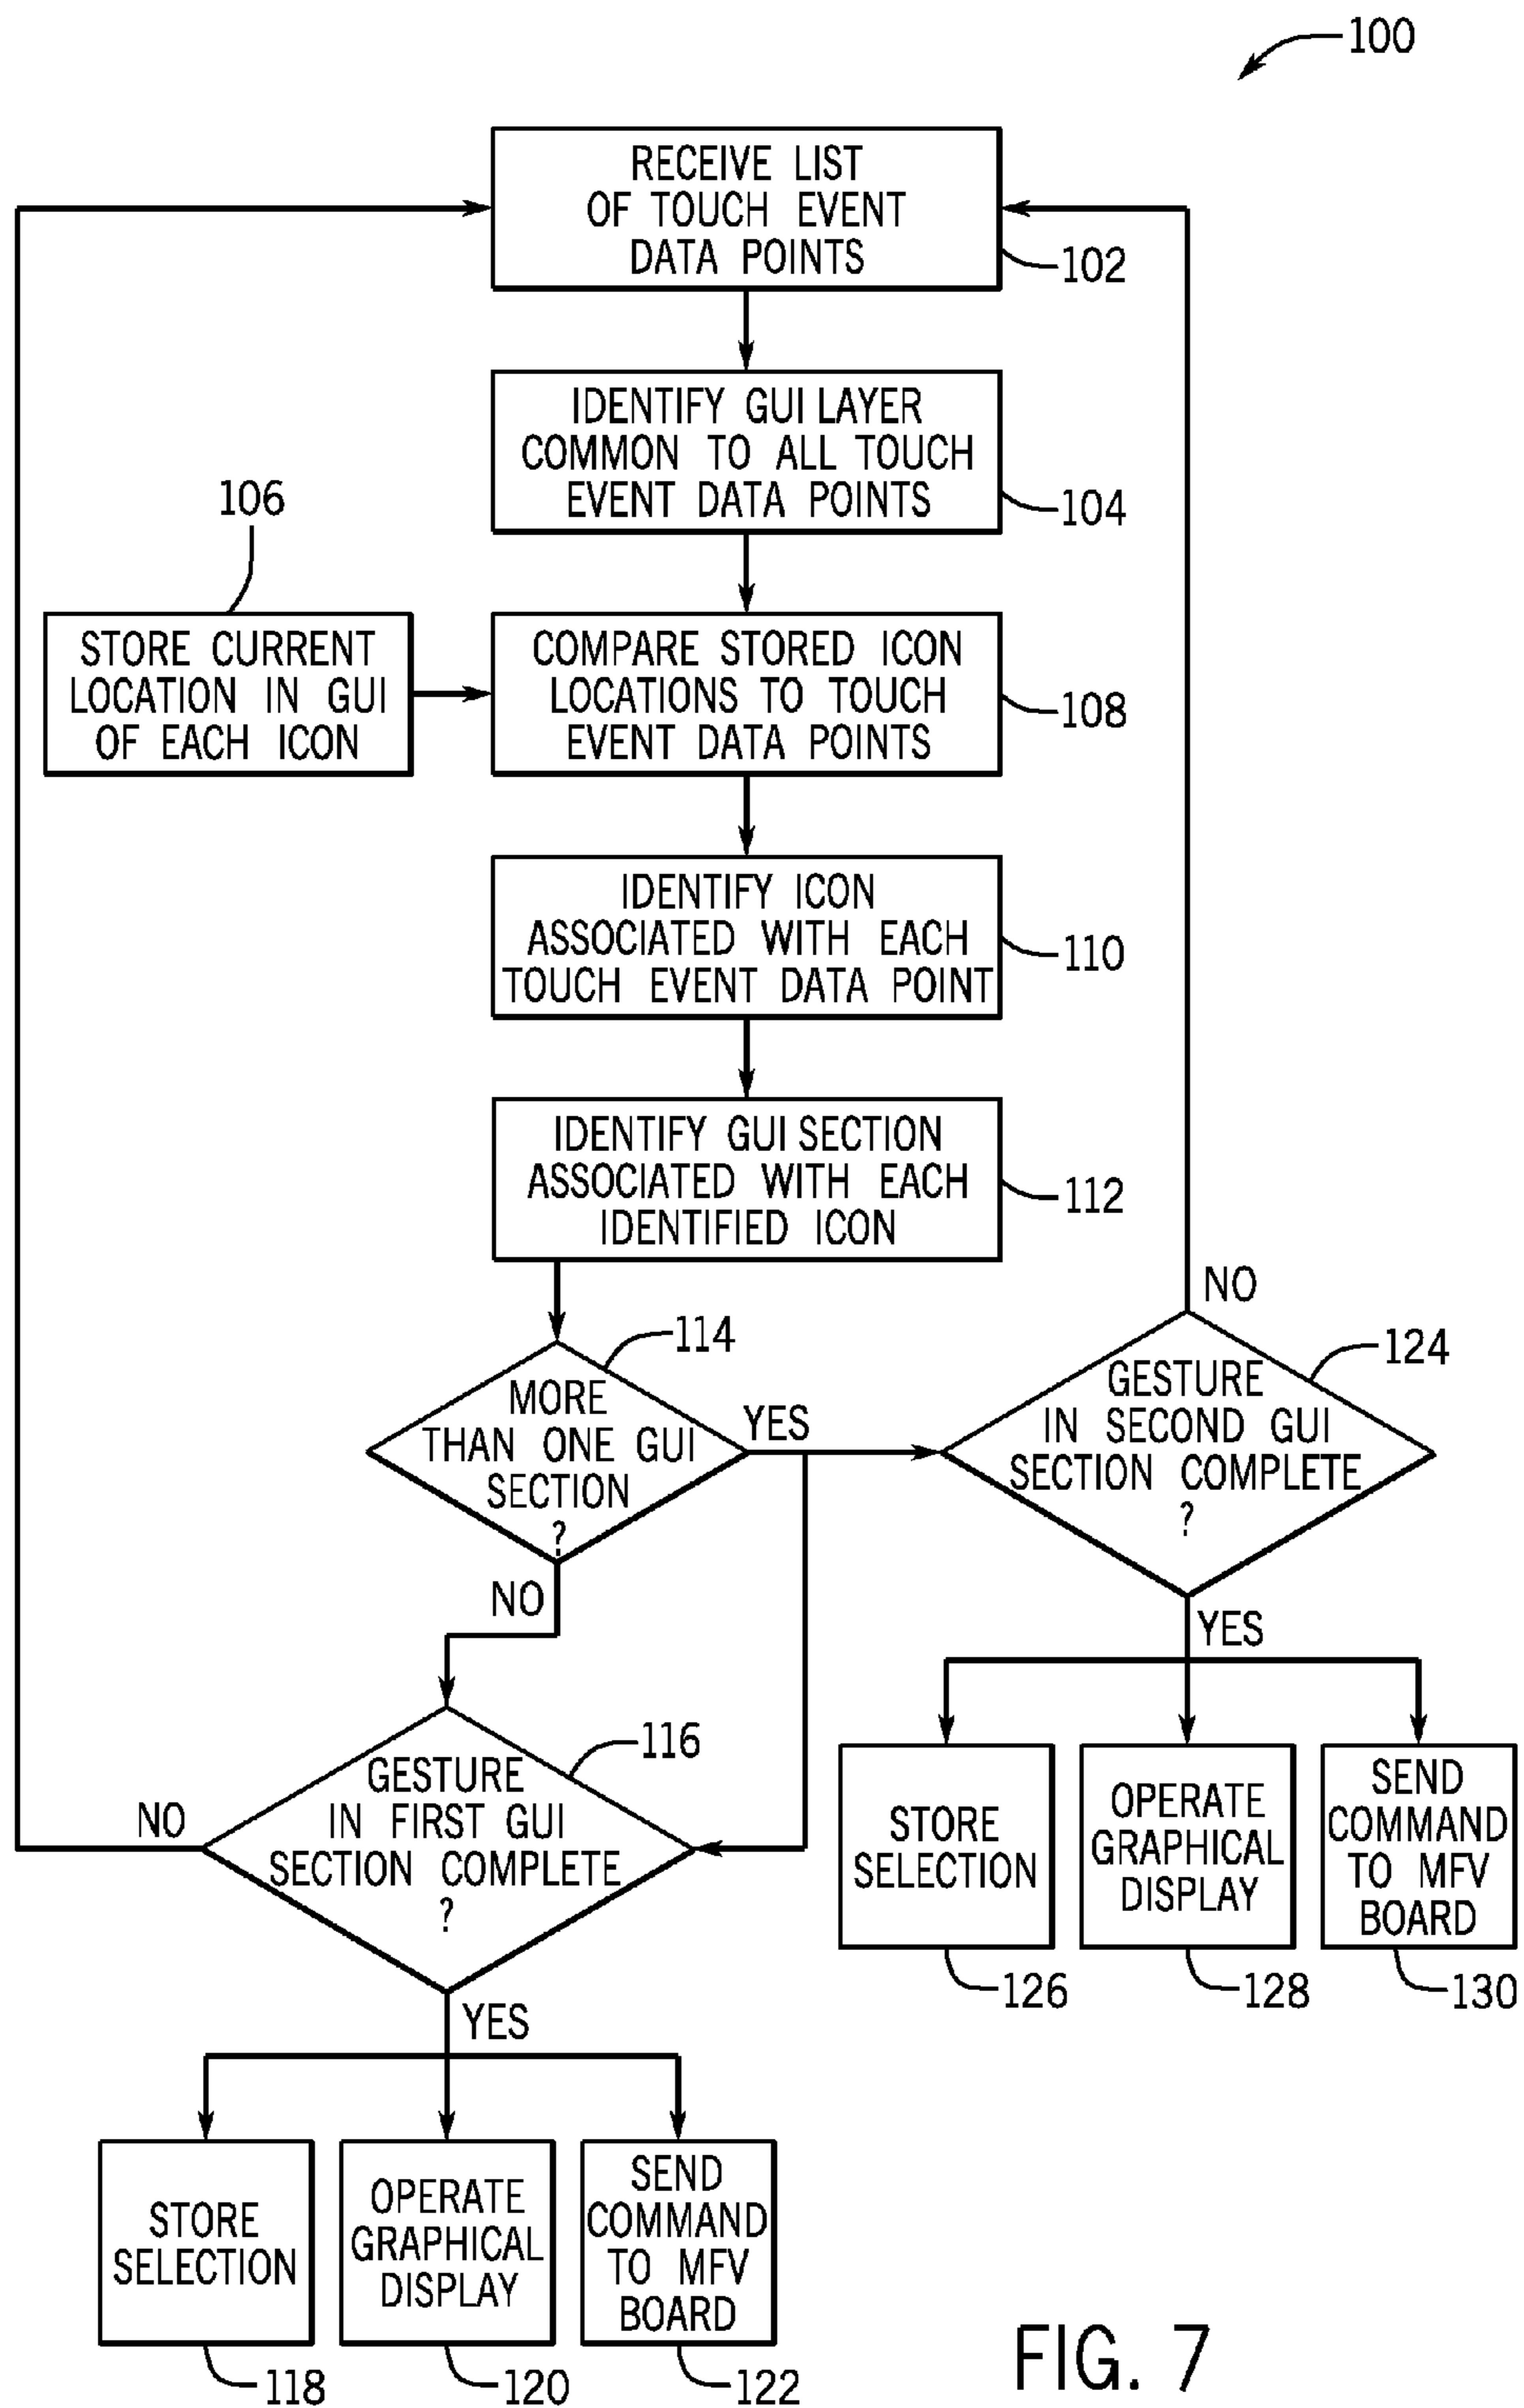 100
RECEIVE LIST
OF TOUCH EVENT
DATA POINTS
102
IDENTIFY GUI LAYER
COMMON TO ALL TOUCH
EVENT DATA POINTS
104
106
STORE CURRENT
LOCATION IN GUI
OF EACH ICON
COMPARE STORED ICON
LOCATIONS TO TOUCH
EVENT DATA POINTS
108
IDENTIFY ICON
ASSOCIATED WITH EACH
TOUCH EVENT DATA POINT
110
IDENTIFY GUI SECTION
ASSOCIATED WITH EACH
IDENTIFIED ICON
112
114
MORE
THAN ONE GUI
SECTION
?
YES
NO
NO
124
GESTURE
IN SECOND GUI
SECTION COMPLETE
?
YES
116
GESTURE
IN FIRST GUI
SECTION COMPLETE
?
NO
YES
STORE
SELECTION
126
OPERATE
GRAPHICAL
DISPLAY
128
SEND
COMMAND
TO MFV
BOARD
130
STORE
SELECTION
118
OPERATE
GRAPHICAL
DISPLAY
120
SEND
COMMAND
TO MFV
BOARD
122
FIG. 7